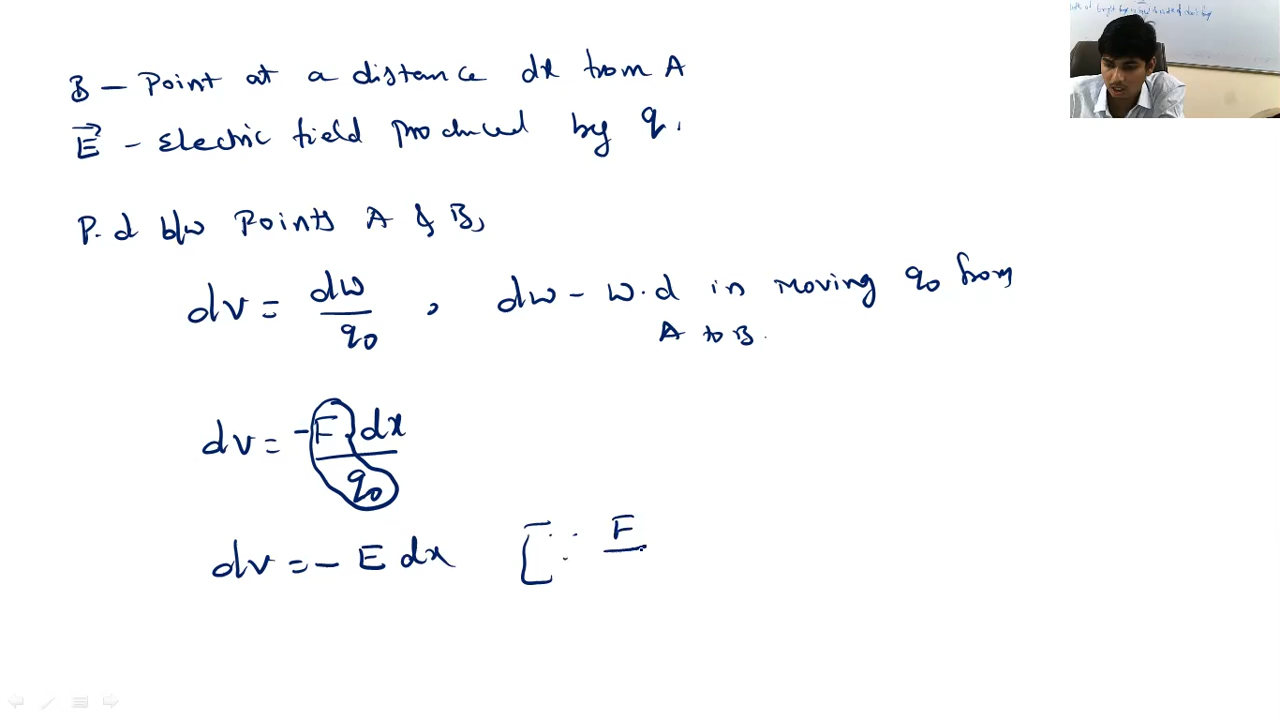 B — Point at a distance dx from A
E⃗ - Electric field produced by q.
P.d b/w Points A & B,
dv = dw/q₀ , dw - w.d in moving q₀ from
A to B.
dv = -F dx/q₀
dv = - E dx [∵ F